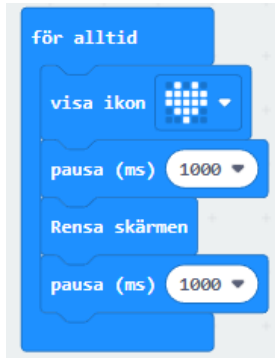 för alltid
visa ikon
pausa (ms) 1000
Rensa skärmen
pausa (ms) 1000